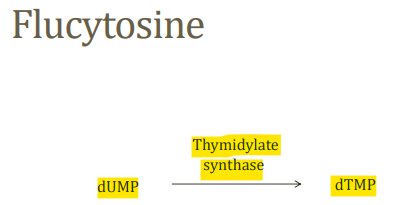 Flucytosine
Thymidylate
synthase
dUMP
dTMP